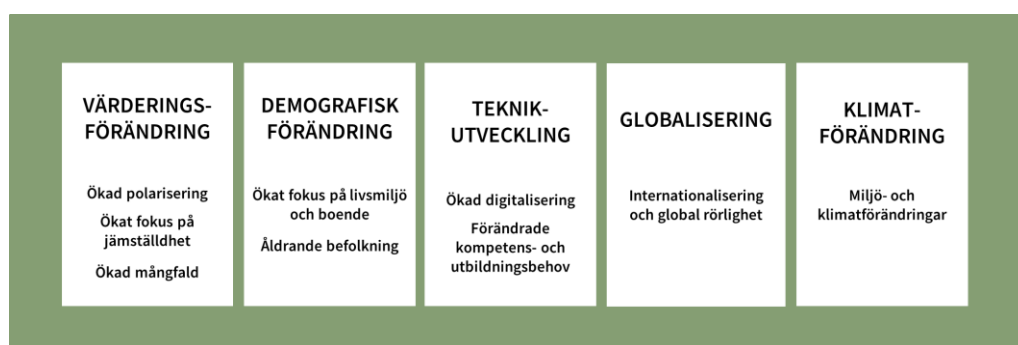 VÄRDERINGS-
FÖRÄNDRING
Ökad polarisering
Ökat fokus på
jämställdhet
Ökad mångfald
DEMOGRAFISK
FÖRÄNDRING
Ökat fokus på livsmiljö
och boende
Åldrande befolkning
TEKNIK-
UTVECKLING
Ökad digitalisering
Förändrade
kompetens- och
utbildningsbehov
GLOBALISERING
Internationalisering
och global rörlighet
KLIMAT-
FÖRÄNDRING
Miljö- och
klimatförändringar